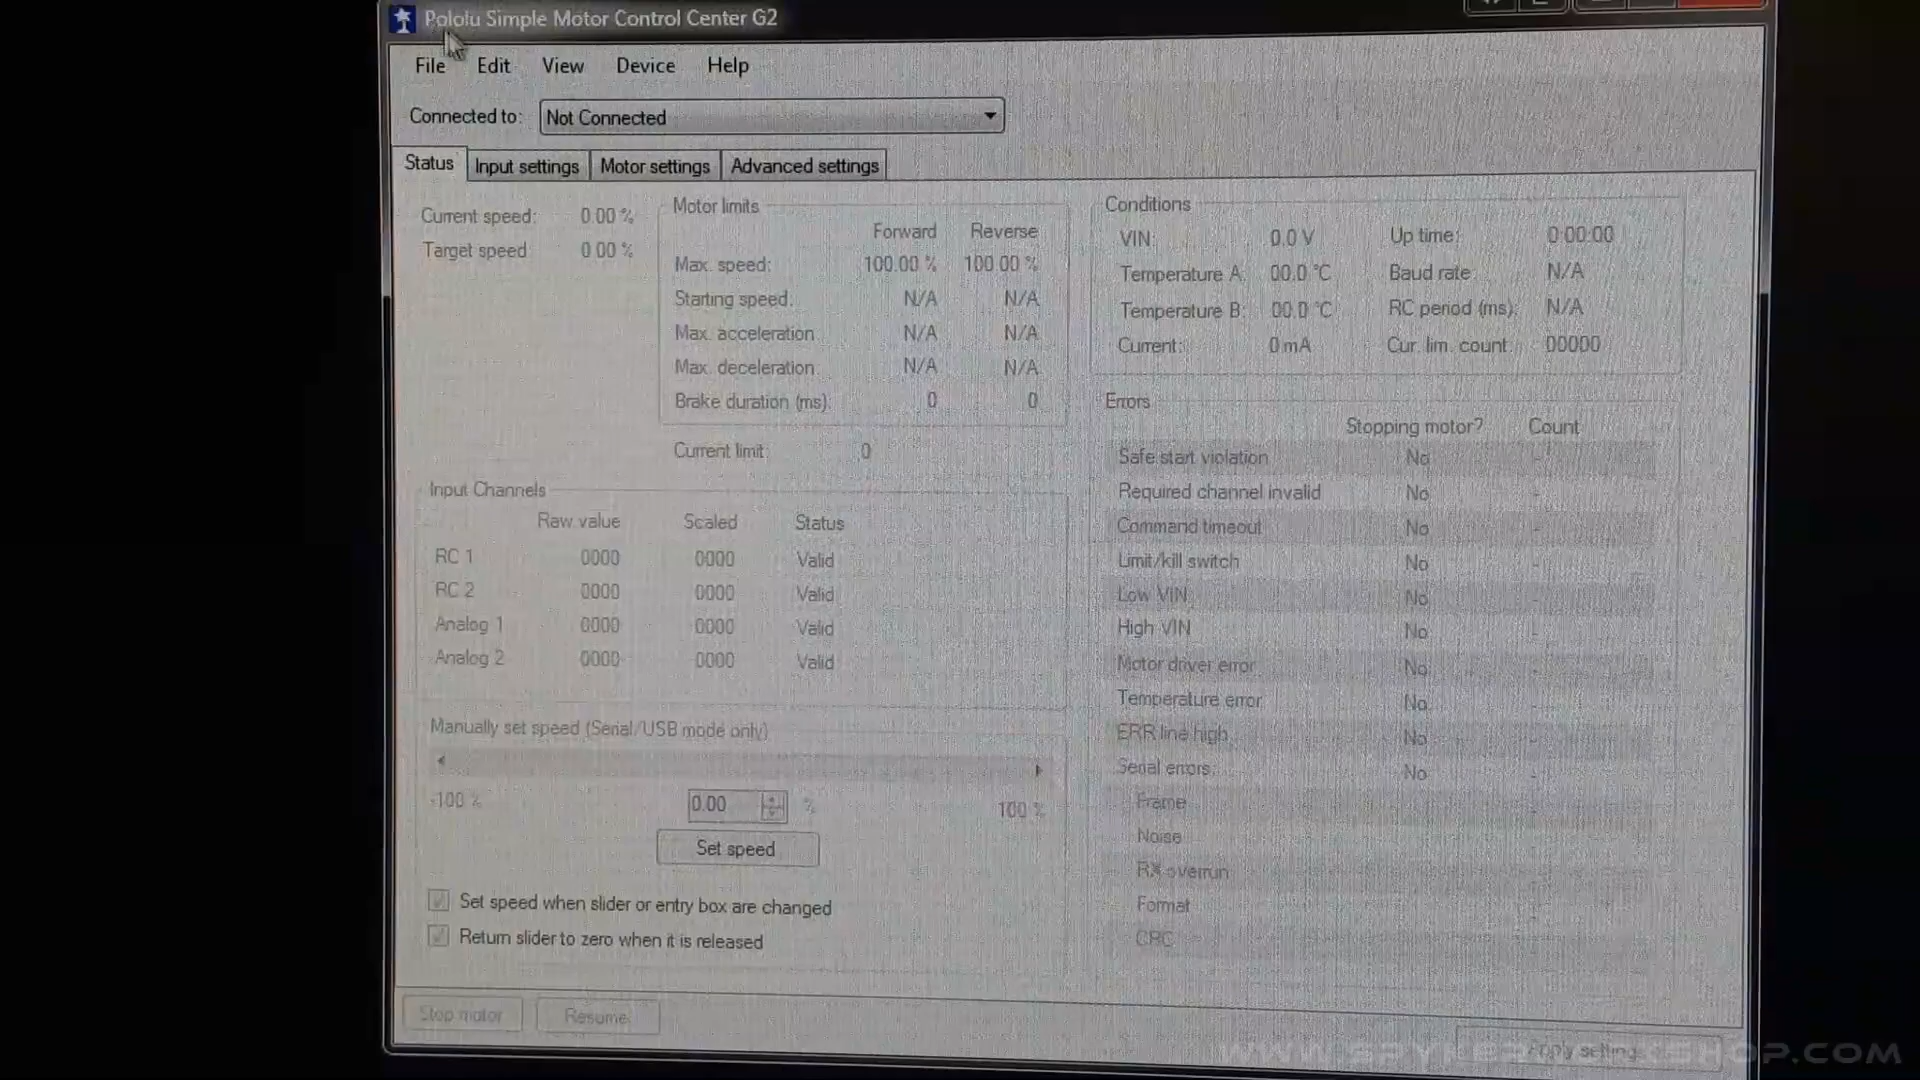 Pololu Simple Motor Control Center G2
File Edit View Device Help
Connected to: Not Connected
Status Input settings Motor settings Advanced settings
Current speed: 0.00 %
Target speed: 0.00 %
Motor limits
Forward Reverse
Max. speed: 100.00 % 100.00 %
Starting speed: N/A N/A
Max. acceleration: N/A N/A
Max. deceleration: N/A N/A
Brake duration (ms): 0 0
Current limit: 0
Input Channels
Raw value Scaled Status
RC 1 0000 0000 Valid
RC 2 0000 0000 Valid
Analog 1 0000 0000 Valid
Analog 2 0000 0000 Valid
Manually set speed (Serial/USB mode only)
-100 % 0.00 % 100 %
Set speed
Set speed when slider or entry box are changed
Return slider to zero when it is released
Stop motor Resume
Conditions
VIN: 0.0 V Up time: 0:00:00
Temperature A: 00.0 °C Baud rate: N/A
Temperature B: 00.0 °C RC period (ms): N/A
Current: 0 mA Cur. lim. count: 00000
Errors
Stopping motor? Count
Safe start violation No -
Required channel invalid No -
Command timeout No -
Limit/kill switch No -
Low VIN No -
High VIN No -
Motor driver error No -
Temperature error No -
ERR line high No -
Serial errors: No -
Frame
Noise
RX overrun
Format
CRC
Apply settings